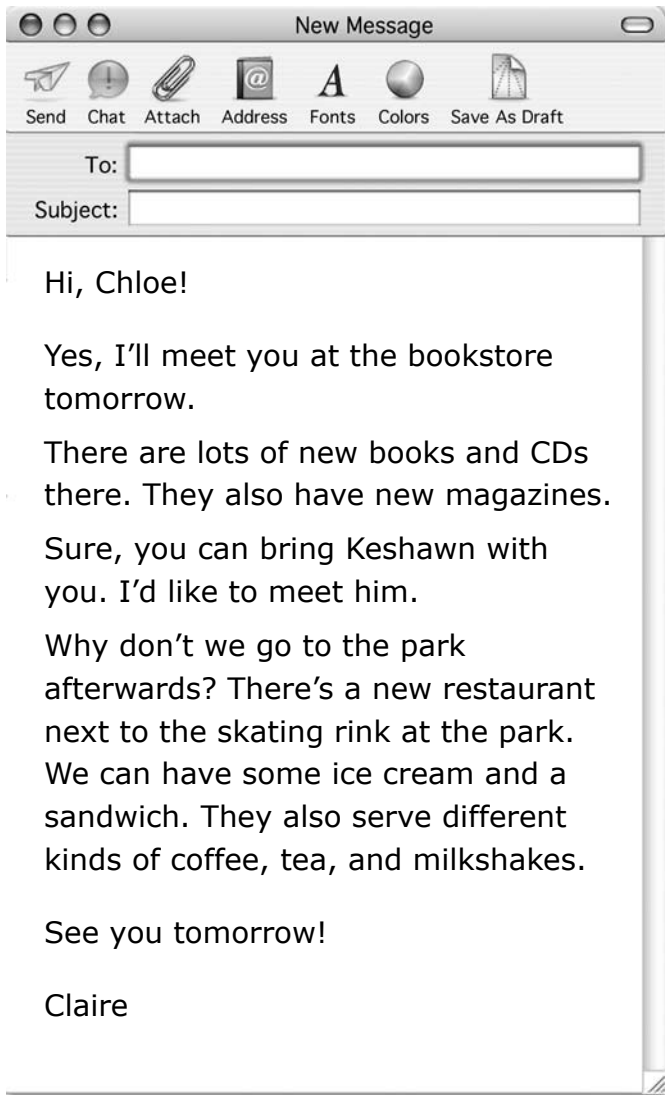 New Message
Send Chat Attach Address Fonts Colors Save As Draft
To:
Subject:
Hi, Chloe!
Yes, I’ll meet you at the bookstore
tomorrow.
There are lots of new books and CDs
there. They also have new magazines.
Sure, you can bring Keshawn with
you. I’d like to meet him.
Why don’t we go to the park
afterwards? There’s a new restaurant
next to the skating rink at the park.
We can have some ice cream and a
sandwich. They also serve different
kinds of coffee, tea, and milkshakes.
See you tomorrow!
Claire